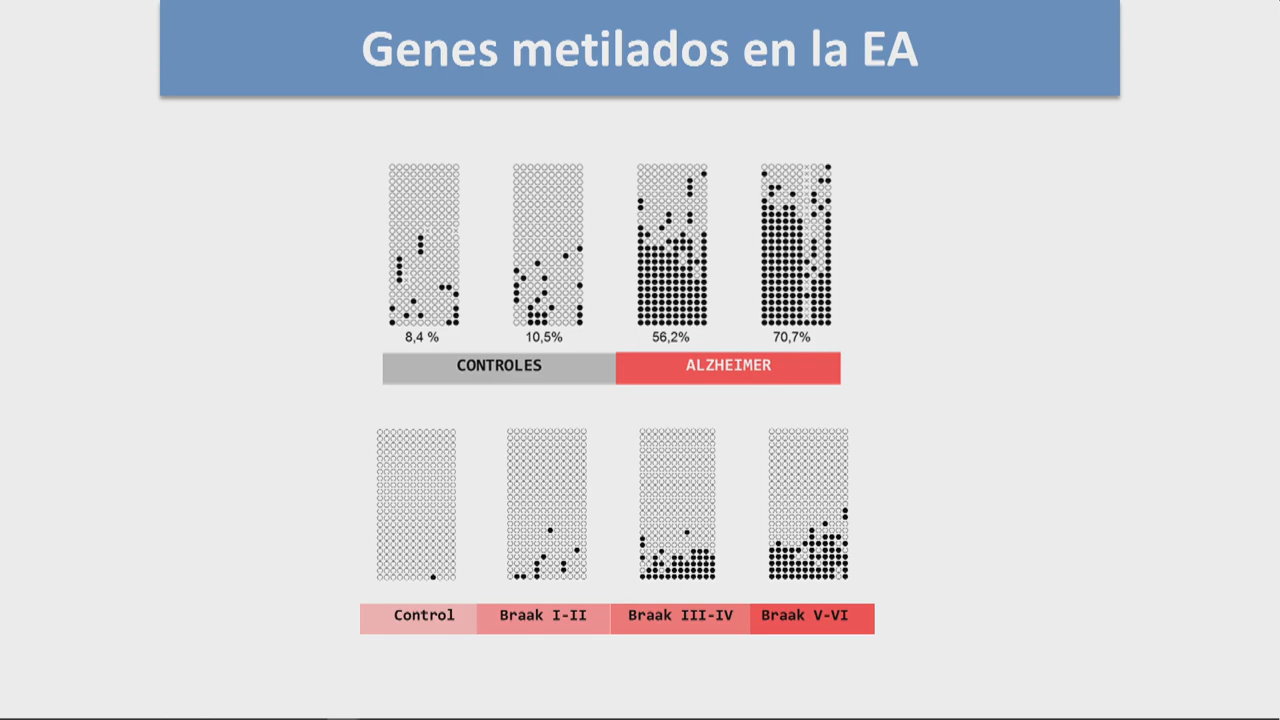 Genes metilados en la EA
8,4 % 10,5% 56,2% 70,7%
CONTROLES ALZHEIMER
Control Braak I-II Braak III-IV Braak V-VI